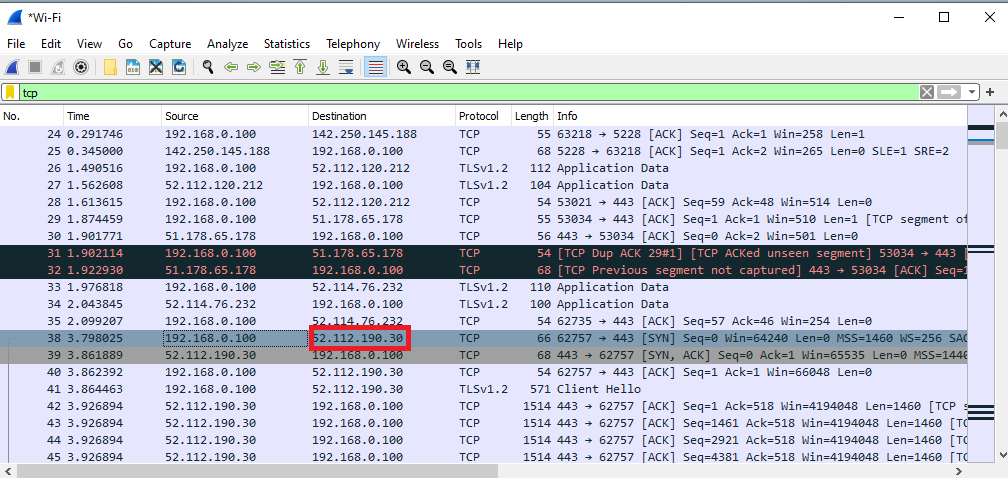 *Wi-Fi
File Edit View Go Capture Analyze Statistics Telephony Wireless Tools Help
tcp
No. Time Source Destination Protocol Length Info
24 0.291746 192.168.0.100 142.250.145.188 TCP 55 63218 → 5228 [ACK] Seq=1 Ack=1 Win=258 Len=1
25 0.345000 142.250.145.188 192.168.0.100 TCP 68 5228 → 63218 [ACK] Seq=1 Ack=2 Win=265 Len=0 SLE=1 SRE=2
26 1.490516 192.168.0.100 52.112.120.212 TLSv1.2 112 Application Data
27 1.562608 52.112.120.212 192.168.0.100 TLSv1.2 104 Application Data
28 1.613615 192.168.0.100 52.112.120.212 TCP 54 53021 → 443 [ACK] Seq=59 Ack=48 Win=514 Len=0
29 1.874459 192.168.0.100 51.178.65.178 TCP 55 53034 → 443 [ACK] Seq=1 Ack=1 Win=510 Len=1 [TCP segment of
30 1.901771 51.178.65.178 192.168.0.100 TCP 56 443 → 53034 [ACK] Seq=0 Ack=2 Win=501 Len=0
31 1.902114 192.168.0.100 51.178.65.178 TCP 54 [TCP Dup ACK 29#1] [TCP ACKed unseen segment] 53034 → 443 [
32 1.922930 51.178.65.178 192.168.0.100 TCP 68 [TCP Previous segment not captured] 443 → 53034 [ACK] Seq=1
33 1.976818 192.168.0.100 52.114.76.232 TLSv1.2 110 Application Data
34 2.043845 52.114.76.232 192.168.0.100 TLSv1.2 100 Application Data
35 2.099207 192.168.0.100 52.114.76.232 TCP 54 62735 → 443 [ACK] Seq=57 Ack=46 Win=254 Len=0
38 3.798025 192.168.0.100 52.112.190.30 TCP 66 62757 → 443 [SYN] Seq=0 Win=64240 Len=0 MSS=1460 WS=256 SAC
39 3.861889 52.112.190.30 192.168.0.100 TCP 68 443 → 62757 [SYN, ACK] Seq=0 Ack=1 Win=65535 Len=0 MSS=1440
40 3.862392 192.168.0.100 52.112.190.30 TCP 54 62757 → 443 [ACK] Seq=1 Ack=1 Win=66048 Len=0
41 3.864463 192.168.0.100 52.112.190.30 TLSv1.2 571 Client Hello
42 3.926894 52.112.190.30 192.168.0.100 TCP 1514 443 → 62757 [ACK] Seq=1 Ack=518 Win=4194048 Len=1460 [TCP s
43 3.926894 52.112.190.30 192.168.0.100 TCP 1514 443 → 62757 [ACK] Seq=1461 Ack=518 Win=4194048 Len=1460 [TC
44 3.926894 52.112.190.30 192.168.0.100 TCP 1514 443 → 62757 [ACK] Seq=2921 Ack=518 Win=4194048 Len=1460 [TC
45 3.926894 52.112.190.30 192.168.0.100 TCP 1514 443 → 62757 [ACK] Seq=4381 Ack=518 Win=4194048 Len=1460 [TC